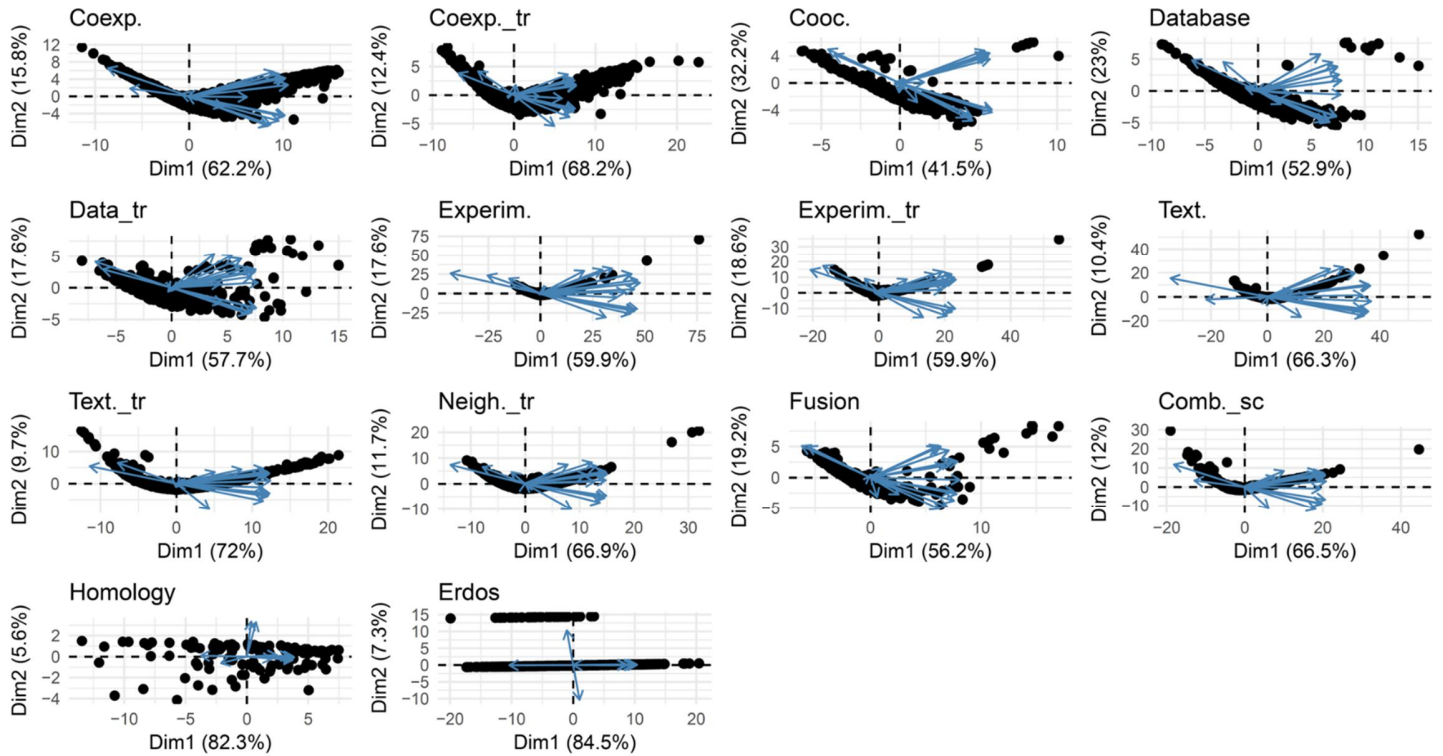 Coexp.
Dim2 (15.8%)
12
8
4
0
−4
−10
0
10
Dim1 (62.2%)
Coexp._tr
Dim2 (12.4%)
5
0
−5
−10
0
10
20
Dim1 (68.2%)
Cooc.
Dim2 (32.2%)
4
0
−4
−5
0
5
10
Dim1 (41.5%)
Database
Dim2 (23%)
5
0
−5
−10
−5
0
5
10
15
Dim1 (52.9%)
Data_tr
Dim2 (17.6%)
5
0
−5
−5
0
5
10
15
Dim1 (57.7%)
Experim.
Dim2 (17.6%)
75
50
25
0
−25
−25
0
25
50
75
Dim1 (59.9%)
Experim._tr
Dim2 (18.6%)
30
20
10
0
−10
−20
0
20
40
Dim1 (59.9%)
Text.
Dim2 (10.4%)
40
20
0
−20
−20
0
20
40
Dim1 (66.3%)
Text._tr
Dim2 (9.7%)
10
0
−10
0
10
20
Dim1 (72%)
Neigh._tr
Dim2 (11.7%)
20
10
0
−10
−10
0
10
20
30
Dim1 (66.9%)
Fusion
Dim2 (19.2%)
5
0
−5
0
10
Dim1 (56.2%)
Comb._sc
Dim2 (12%)
30
20
10
0
−10
−20
0
20
40
Dim1 (66.5%)
Homology
Dim2 (5.6%)
2
0
−2
−4
−10
−5
0
5
Dim1 (82.3%)
Erdos
Dim2 (7.3%)
15
10
5
0
−5
−10
−20
−10
0
10
20
Dim1 (84.5%)